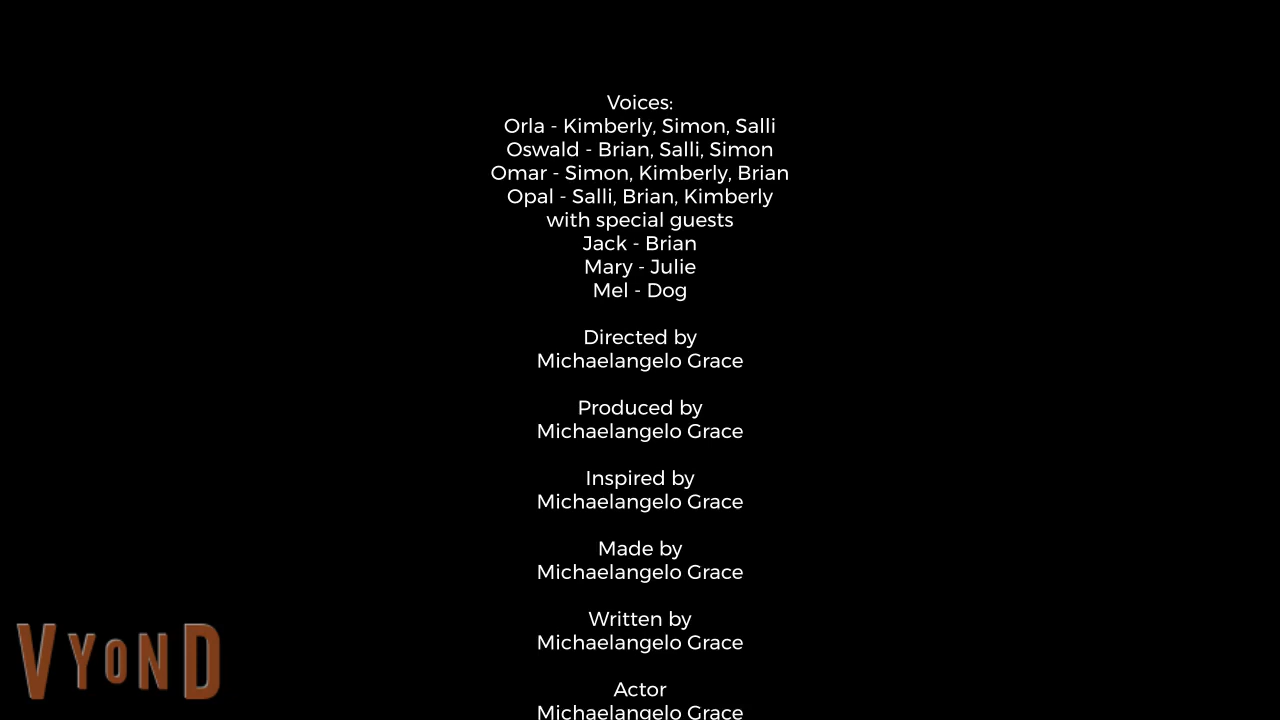 Voices:
Orla - Kimberly, Simon, Salli
Oswald - Brian, Salli, Simon
Omar - Simon, Kimberly, Brian
Opal - Salli, Brian, Kimberly
with special guests
Jack - Brian
Mary - Julie
Mel - Dog
Directed by
Michaelangelo Grace
Produced by
Michaelangelo Grace
Inspired by
Michaelangelo Grace
Made by
Michaelangelo Grace
Written by
Michaelangelo Grace
Actor
Michaelangelo Grace
VYOND